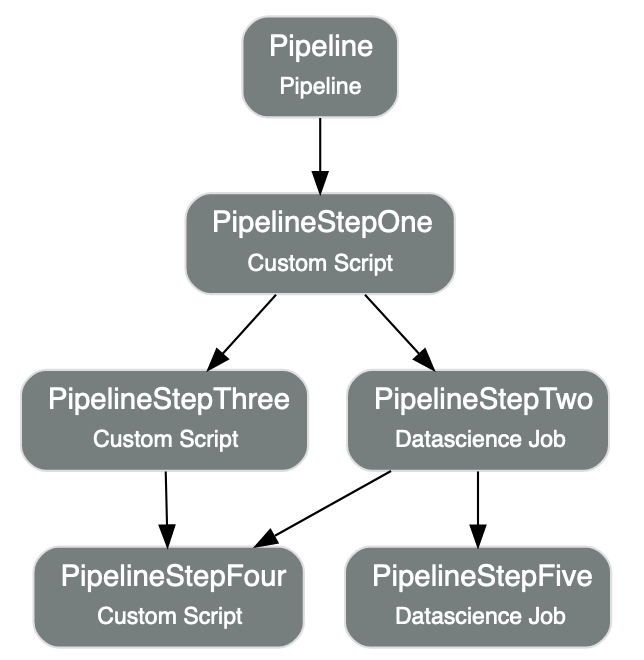 Pipeline
Pipeline
PipelineStepOne
Custom Script
PipelineStepThree
Custom Script
PipelineStepTwo
Datascience Job
PipelineStepFour
Custom Script
PipelineStepFive
Datascience Job